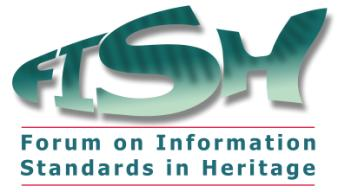 FISH
Forum on Information
Standards in Heritage